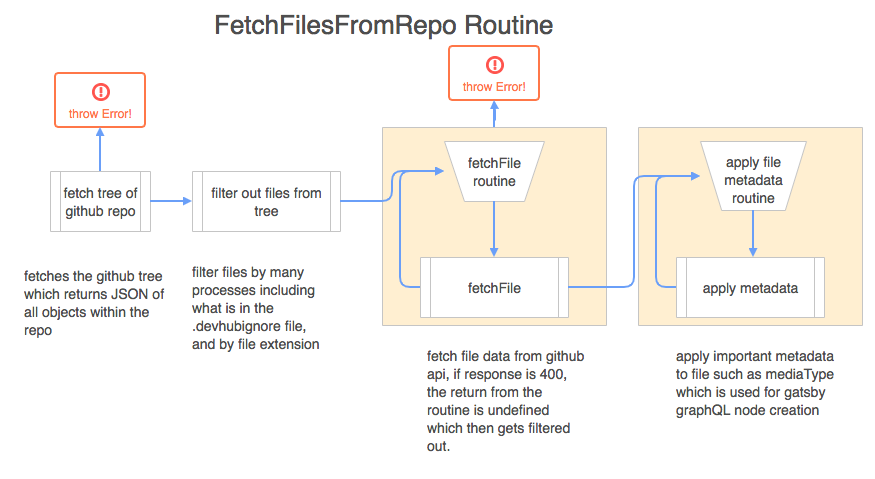 FetchFilesFromRepo Routine
throw Error!
throw Error!
fetch tree of
github repo
filter out files from
tree
fetchFile
routine
apply file
metadata
routine
fetchFile
apply metadata
fetches the github tree
which returns JSON of
all objects within the
repo
filter files by many
processes including
what is in the
.devhubignore file,
and by file extension
fetch file data from github
api, if response is 400,
the return from the
routine is undefined
which then gets filtered
out.
apply important metadata
to file such as mediaType
which is used for gatsby
graphQL node creation